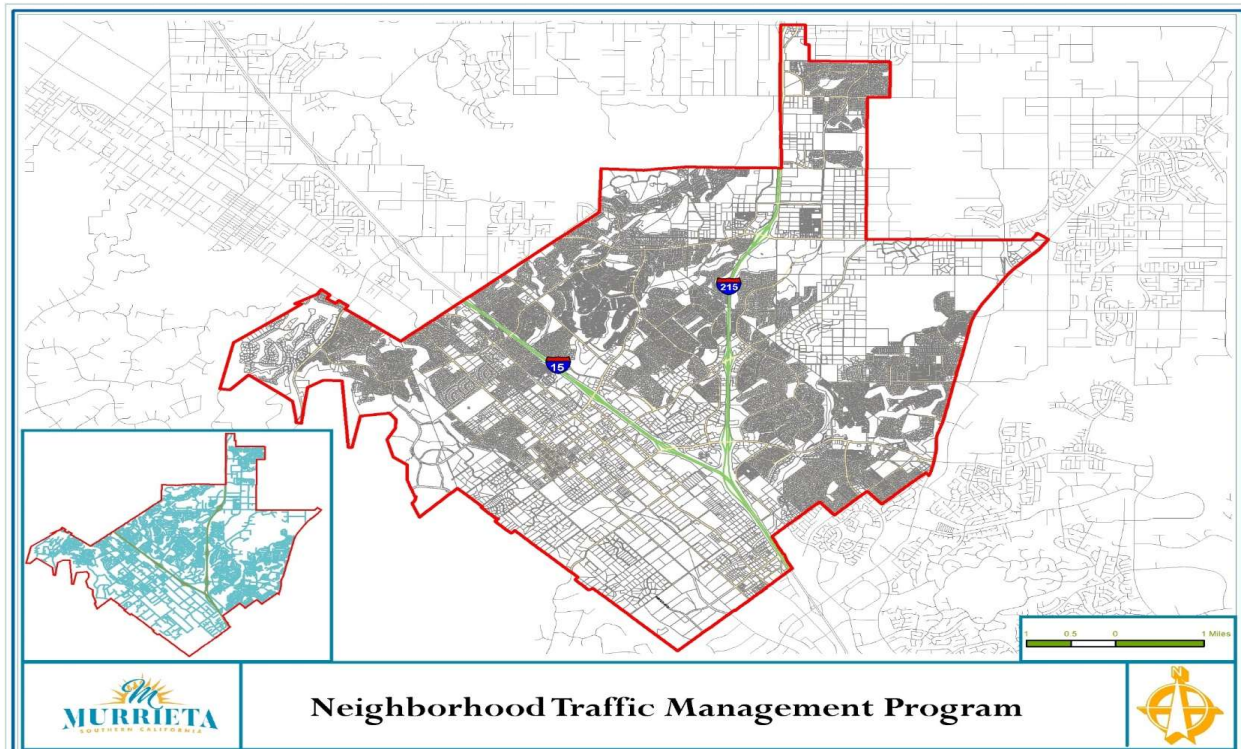 215
15
1 0.5 0 1 Miles
MURRIETA
SOUTHERN CALIFORNIA
Neighborhood Traffic Management Program
N